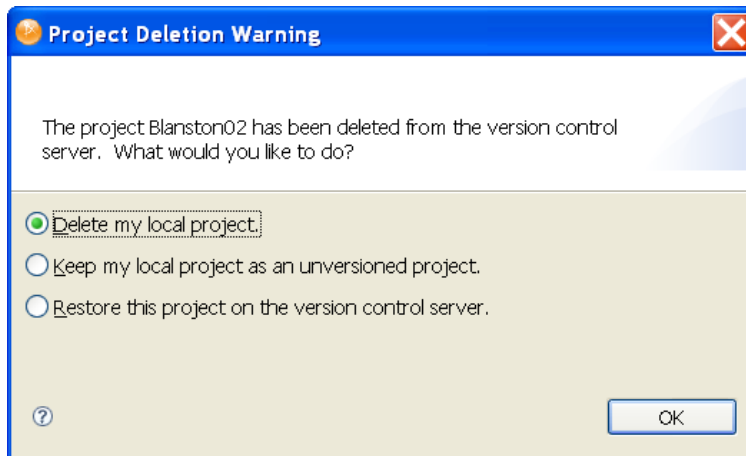 Project Deletion Warning
The project Blanston02 has been deleted from the version control
server. What would you like to do?
Delete my local project.
Keep my local project as an unversioned project.
Restore this project on the version control server.
?
OK